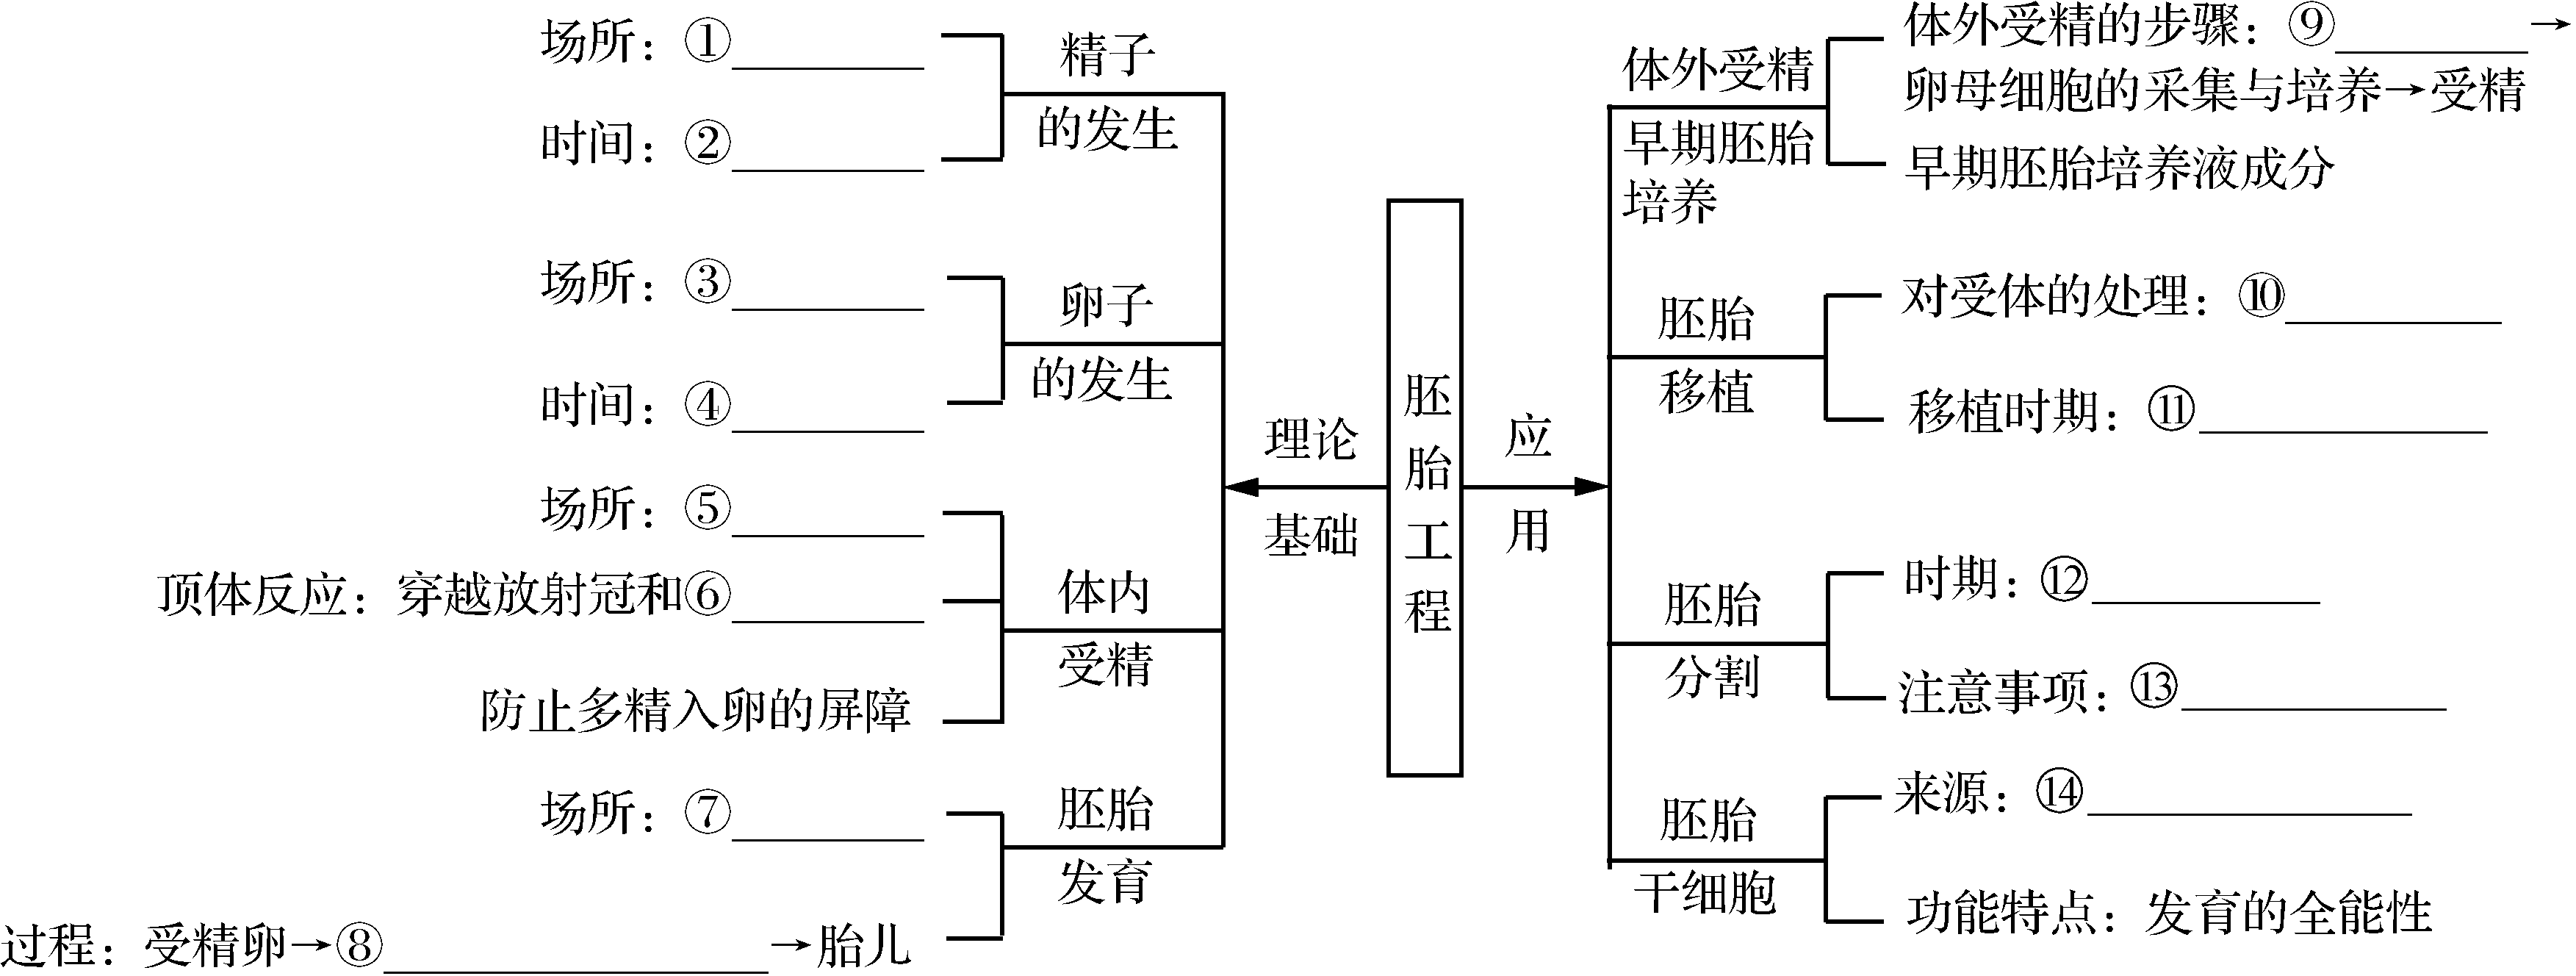 场所：①________
精子
的发生
时间：②________
场所：③________
卵子
的发生
时间：④________
场所：⑤________
顶体反应：穿越放射冠和⑥________
体内
受精
防止多精入卵的屏障
场所：⑦________
胚胎
发育
过程：受精卵→⑧________________→胎儿
理论
基础
胚胎工程
应
用
体外受精
早期胚胎
培养
体外受精的步骤：⑨________→
卵母细胞的采集与培养→受精
早期胚胎培养液成分
胚胎
移植
对受体的处理：⑩_________
移植时期：⑪____________
胚胎
分割
时期：⑫__________
注意事项：⑬___________
胚胎
干细胞
来源：⑭______________
功能特点：发育的全能性